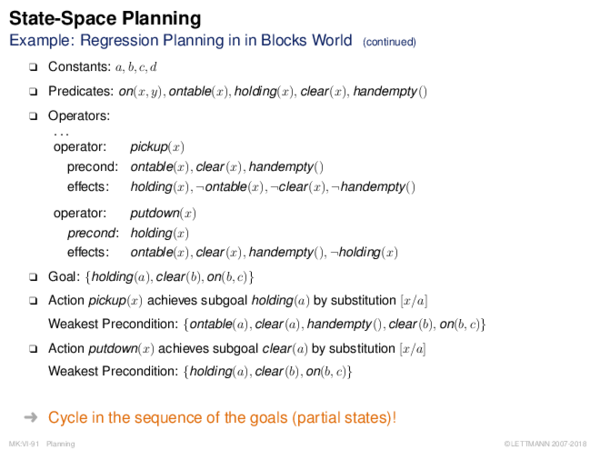 State-Space Planning
Example: Regression Planning in in Blocks World (continued)
❑ Constants: a, b, c, d
❑ Predicates: on(x, y), ontable(x), holding(x), clear(x), handempty()
❑ Operators:
...
operator: pickup(x)
precond: ontable(x), clear(x), handempty()
effects: holding(x), ¬ontable(x), ¬clear(x), ¬handempty()
operator: putdown(x)
precond: holding(x)
effects: ontable(x), clear(x), handempty(), ¬holding(x)
❑ Goal: {holding(a), clear(b), on(b, c)}
❑ Action pickup(x) achieves subgoal holding(a) by substitution [x/a]
Weakest Precondition: {ontable(a), clear(a), handempty(), clear(b), on(b, c)}
❑ Action putdown(x) achieves subgoal clear(a) by substitution [x/a]
Weakest Precondition: {holding(a), clear(b), on(b, c)}
➜ Cycle in the sequence of the goals (partial states)!
MK:VI-91 Planning ©LETTMANN 2007-2018